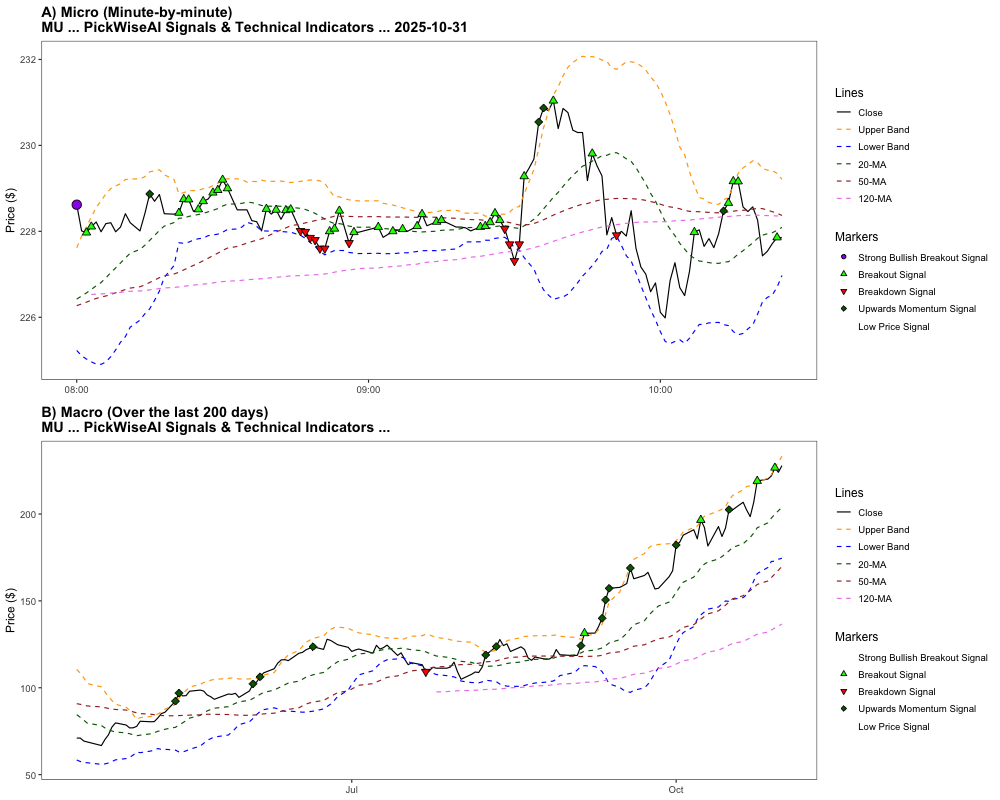 A) Micro (Minute-by-minute)
MU ... PickWiseAI Signals & Technical Indicators ... 2025-10-31
Price ($)
232
230
228
226
08:00
09:00
10:00
Lines
Close
Upper Band
Lower Band
20-MA
50-MA
120-MA
Markers
Strong Bullish Breakout Signal
Breakout Signal
Breakdown Signal
Upwards Momentum Signal
Low Price Signal
B) Macro (Over the last 200 days)
MU ... PickWiseAI Signals & Technical Indicators ...
Price ($)
200
150
100
50
Jul
Oct
Lines
Close
Upper Band
Lower Band
20-MA
50-MA
120-MA
Markers
Strong Bullish Breakout Signal
Breakout Signal
Breakdown Signal
Upwards Momentum Signal
Low Price Signal